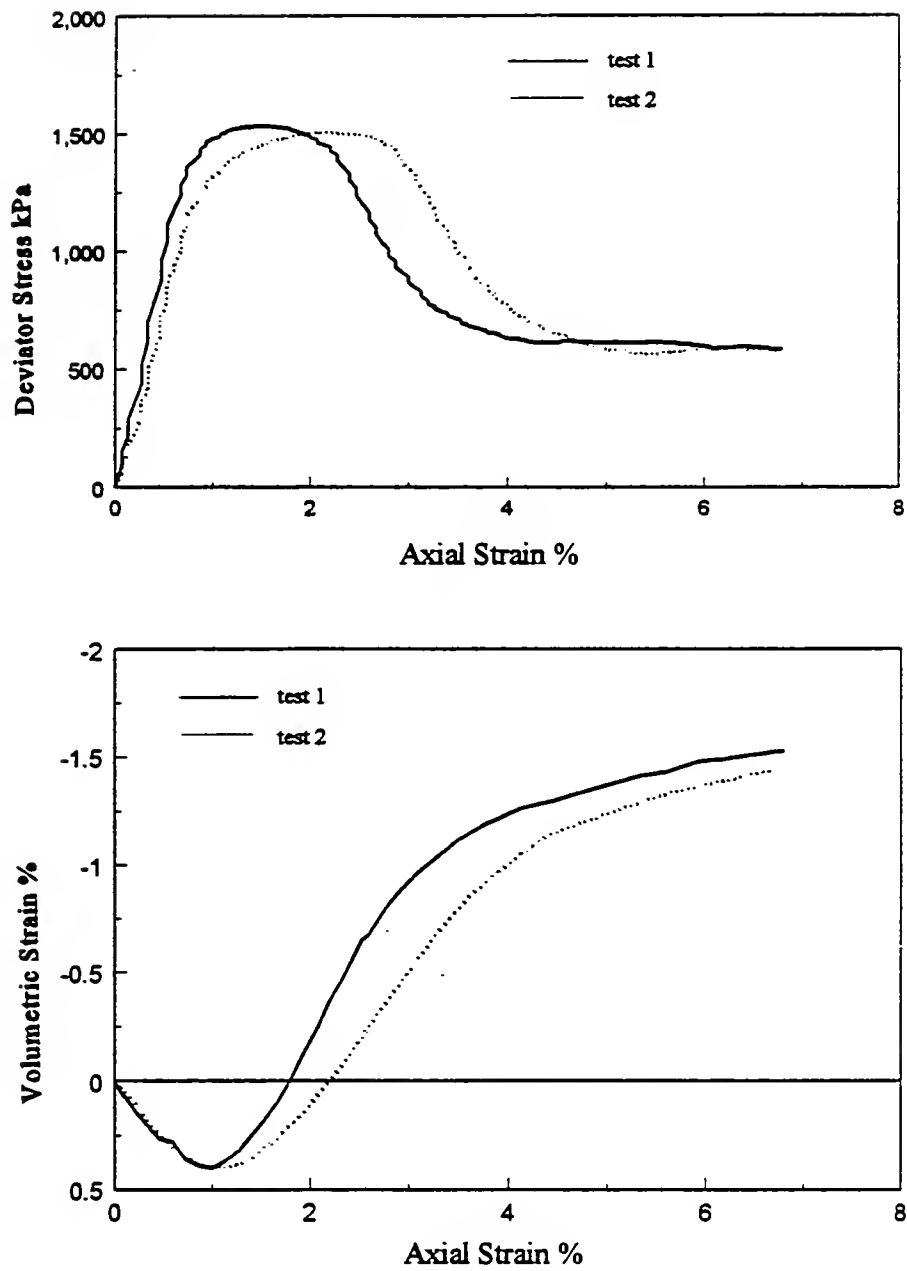 2,000
test 1
test 2
1,500
1,000
500
0
Deviator Stress kPa
0 2 4 6 8
Axial Strain %
-2
test 1
test 2
-1.5
-1
-0.5
0
0.5
Volumetric Strain %
0 2 4 6 8
Axial Strain %